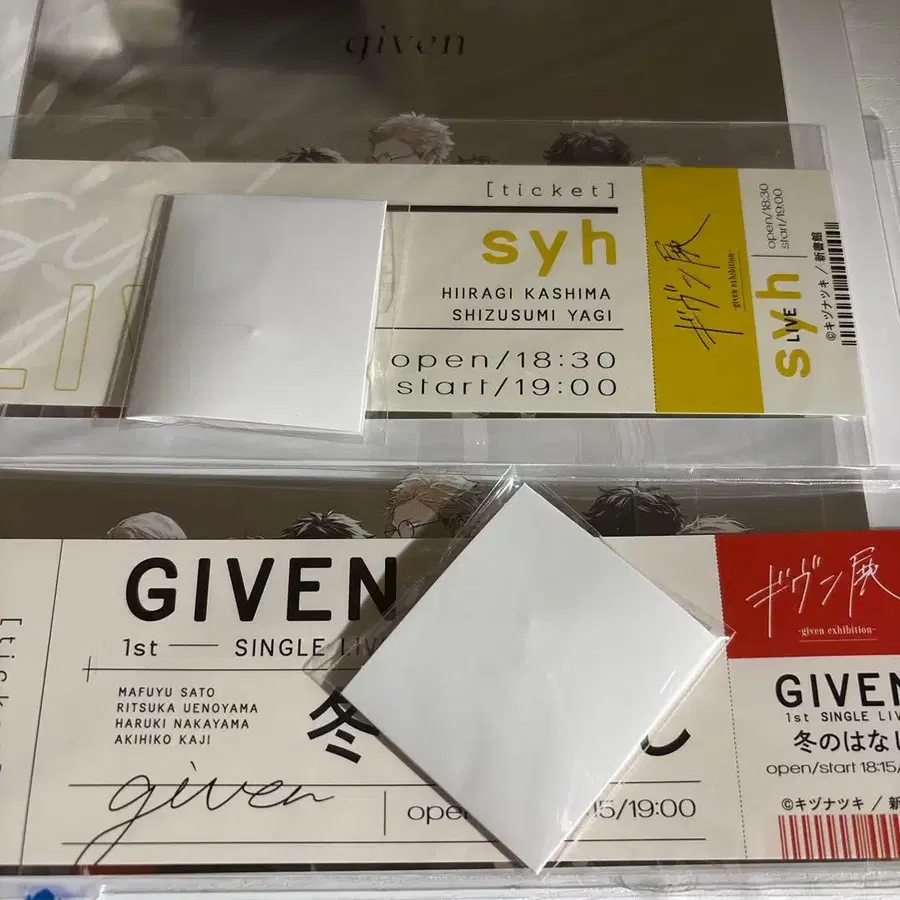 given
[ticket]
syh
HIIRAGI KASHIMA
SHIZUSUMI YAGI
open/18:30
start/19:00
ギヴン展
-given exhibition-
syh
LIVE
open/18:30
start/19:00
©キヅナツキ / 新書館
GIVEN
1st — SINGLE LIV
MAFUYU SATO
RITSUKA UENOYAMA
HARUKI NAKAYAMA
AKIHIKO KAJI
冬
given
ope
15/19:00
ギヴン展
-given exhibition-
GIVEN
1st SINGLE LIV
冬のはなし
open/start 18:15/
©キヅナツキ / 新